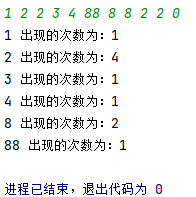 1 2 2 3 4 88 8 8 2 2 0
1 出现的次数为：1
2 出现的次数为：4
3 出现的次数为：1
4 出现的次数为：1
8 出现的次数为：2
88 出现的次数为：1
进程已结束，退出代码为 0